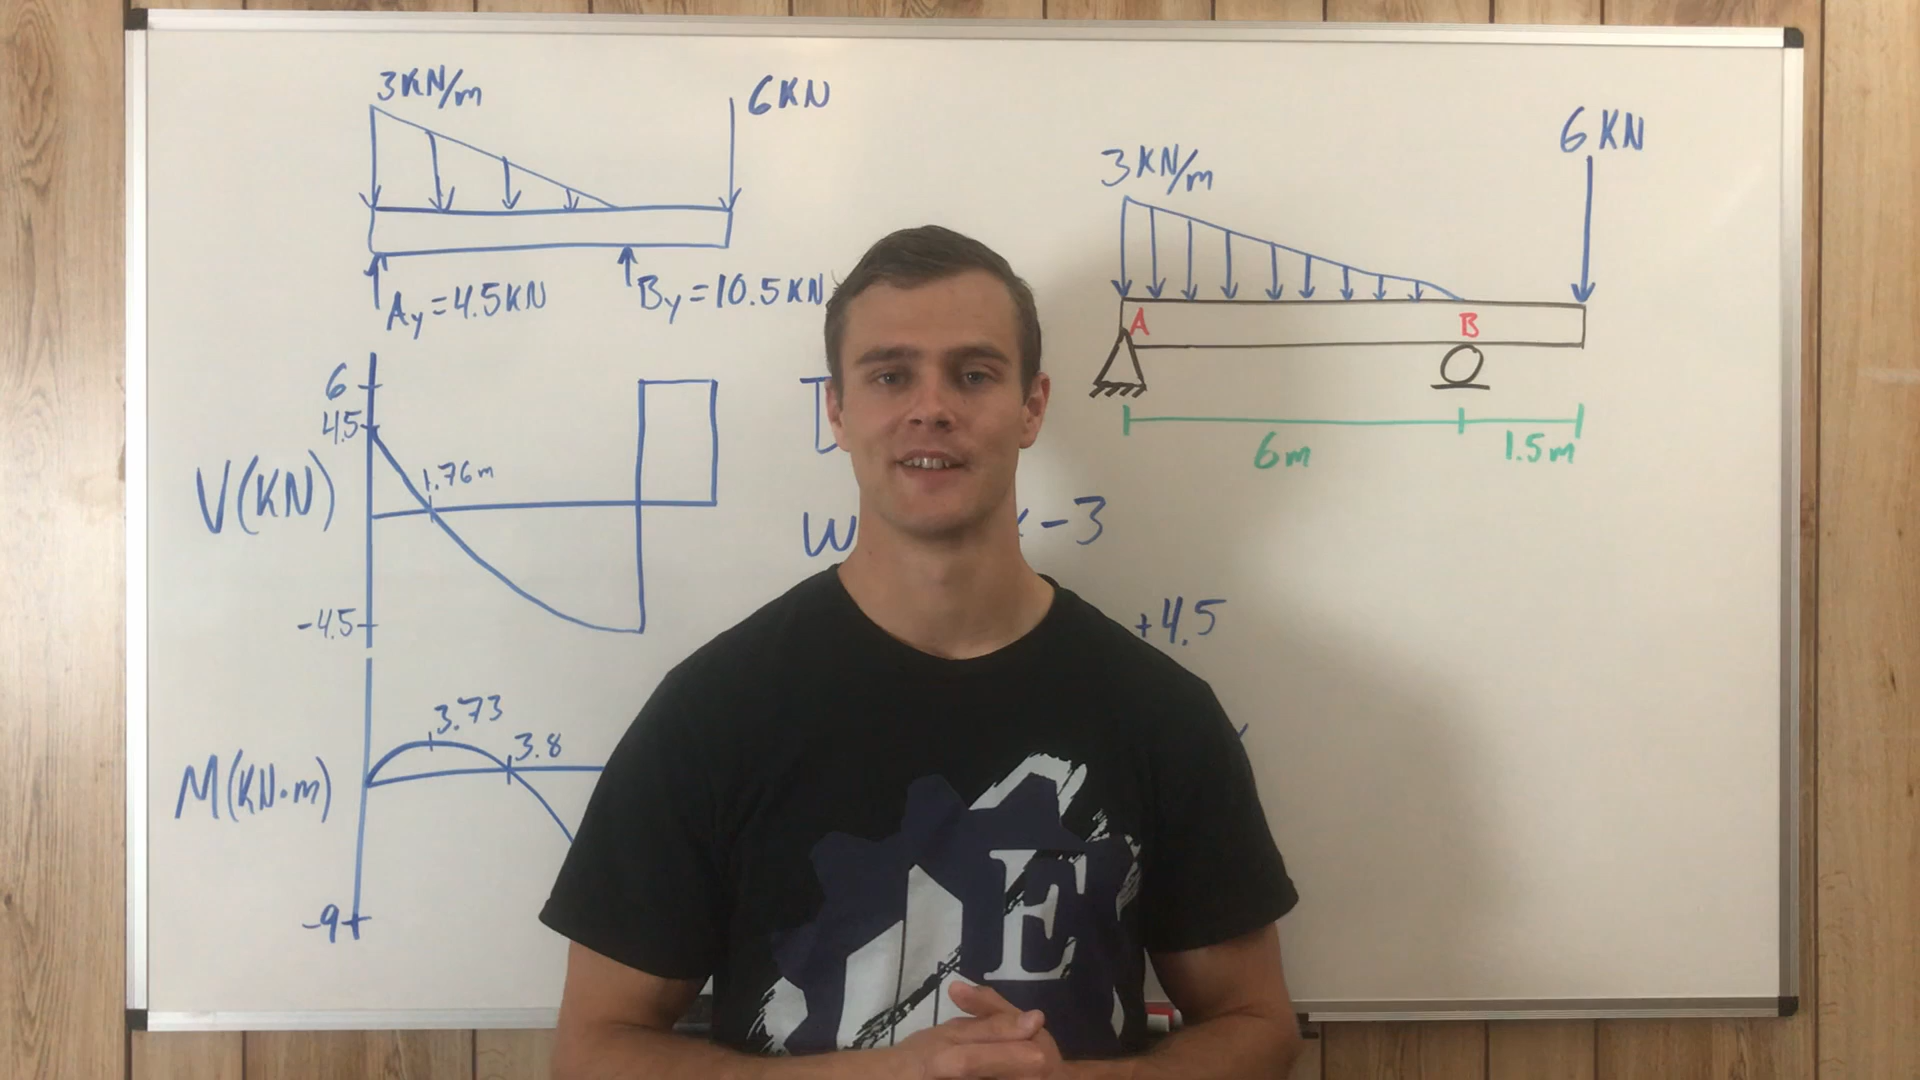 3KN/m
6KN
Ay=4.5KN
By=10.5KN
6
4.5
V(KN)
1.76m
-4.5
3.73
3.8
M(KN·m)
-9
W
-3
+4.5
3KN/m
6KN
A
B
6m
1.5m
E